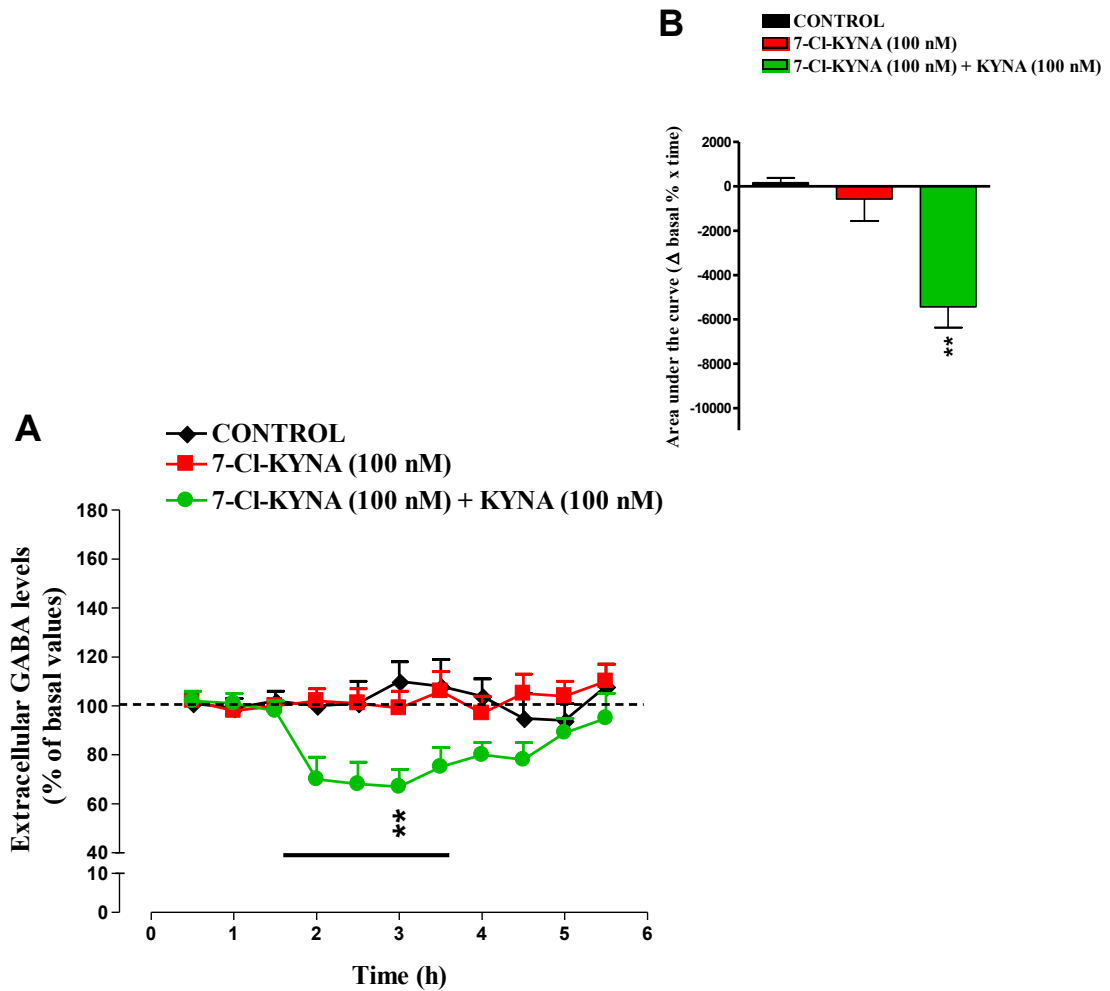 B
CONTROL
7-Cl-KYNA (100 nM)
7-Cl-KYNA (100 nM) + KYNA (100 nM)
Area under the curve (Δ basal % x time)
2000
0
-2000
-4000
-6000
-8000
-10000
**
A
CONTROL
7-Cl-KYNA (100 nM)
7-Cl-KYNA (100 nM) + KYNA (100 nM)
Extracellular GABA levels
(% of basal values)
180
160
140
120
100
80
60
40
10
0
**
0 1 2 3 4 5 6
Time (h)